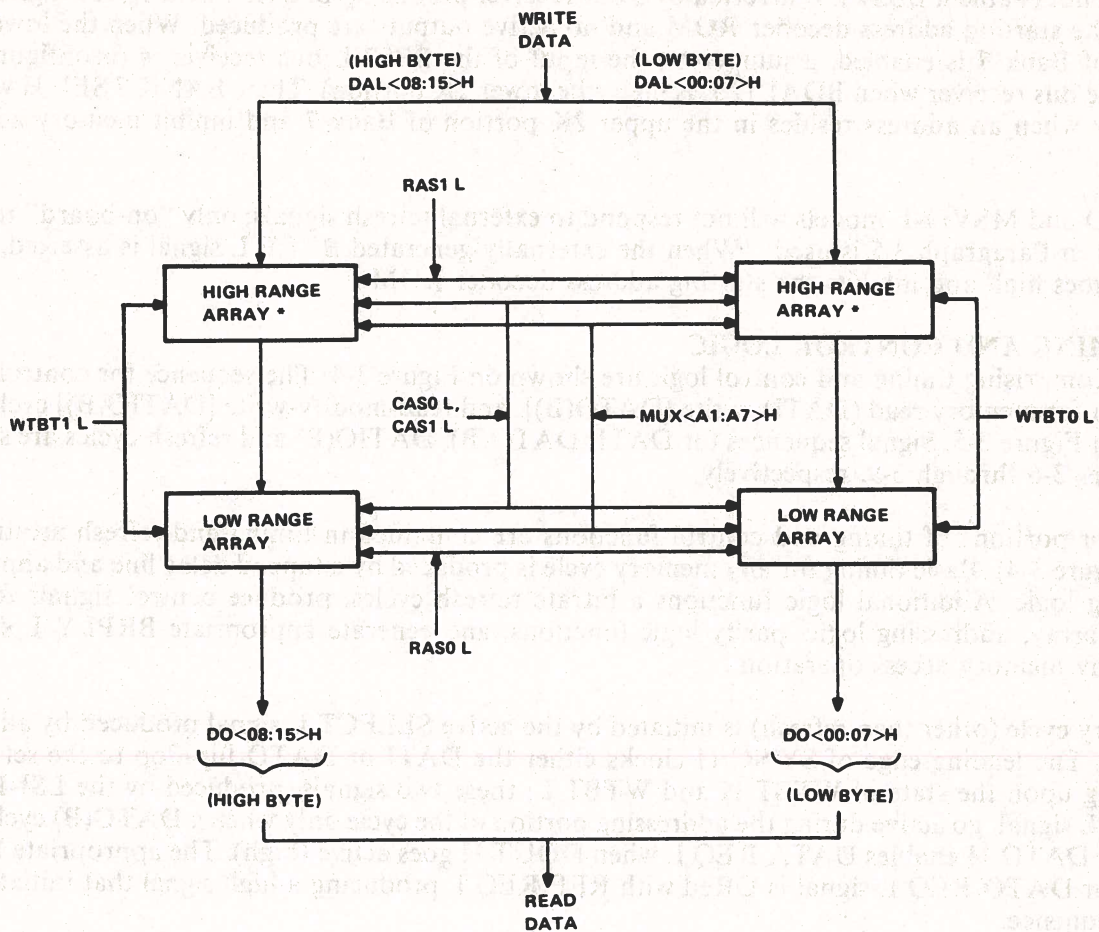 WRITE
DATA
(HIGH BYTE)
DAL<08:15>H
(LOW BYTE)
DAL<00:07>H
RAS1 L
HIGH RANGE
ARRAY *
HIGH RANGE
ARRAY *
WTBT1 L
CAS0 L,
CAS1 L
MUX<A1:A7>H
WTBT0 L
LOW RANGE
ARRAY
LOW RANGE
ARRAY
RAS0 L
DO<08:15>H
DO<00:07>H
(HIGH BYTE)
(LOW BYTE)
READ
DATA